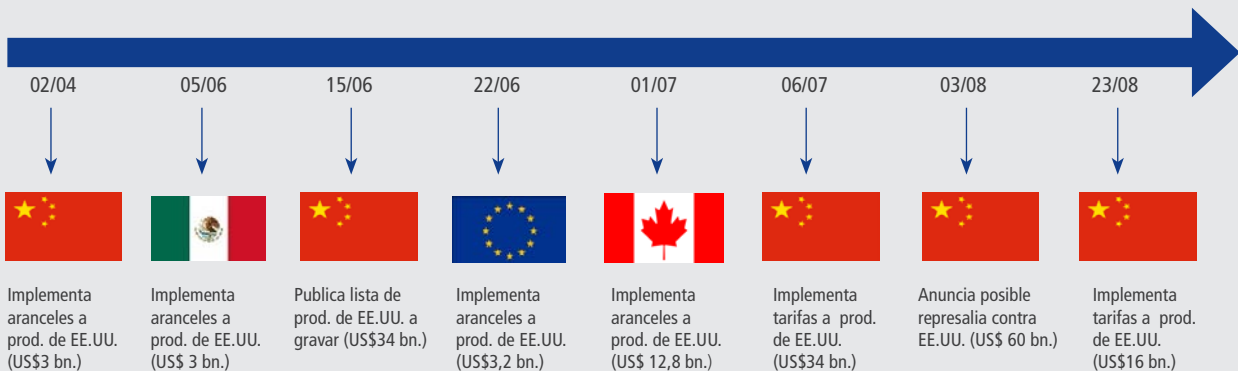 02/04
05/06
15/06
22/06
01/07
06/07
03/08
23/08
Implementa
aranceles a
prod. de EE.UU.
(US$3 bn.)
Implementa
aranceles a
prod. de EE.UU.
(US$ 3 bn.)
Publica lista de
prod. de EE.UU. a
gravar (US$34 bn.)
Implementa
aranceles a
prod. de EE.UU.
(US$3,2 bn.)
Implementa
aranceles a
prod. de EE.UU.
(US$ 12,8 bn.)
Implementa
tarifas a prod.
de EE.UU.
(US$34 bn.)
Anuncia posible
represalia contra
EE.UU. (US$ 60 bn.)
Implementa
tarifas a prod.
de EE.UU.
(US$16 bn.)